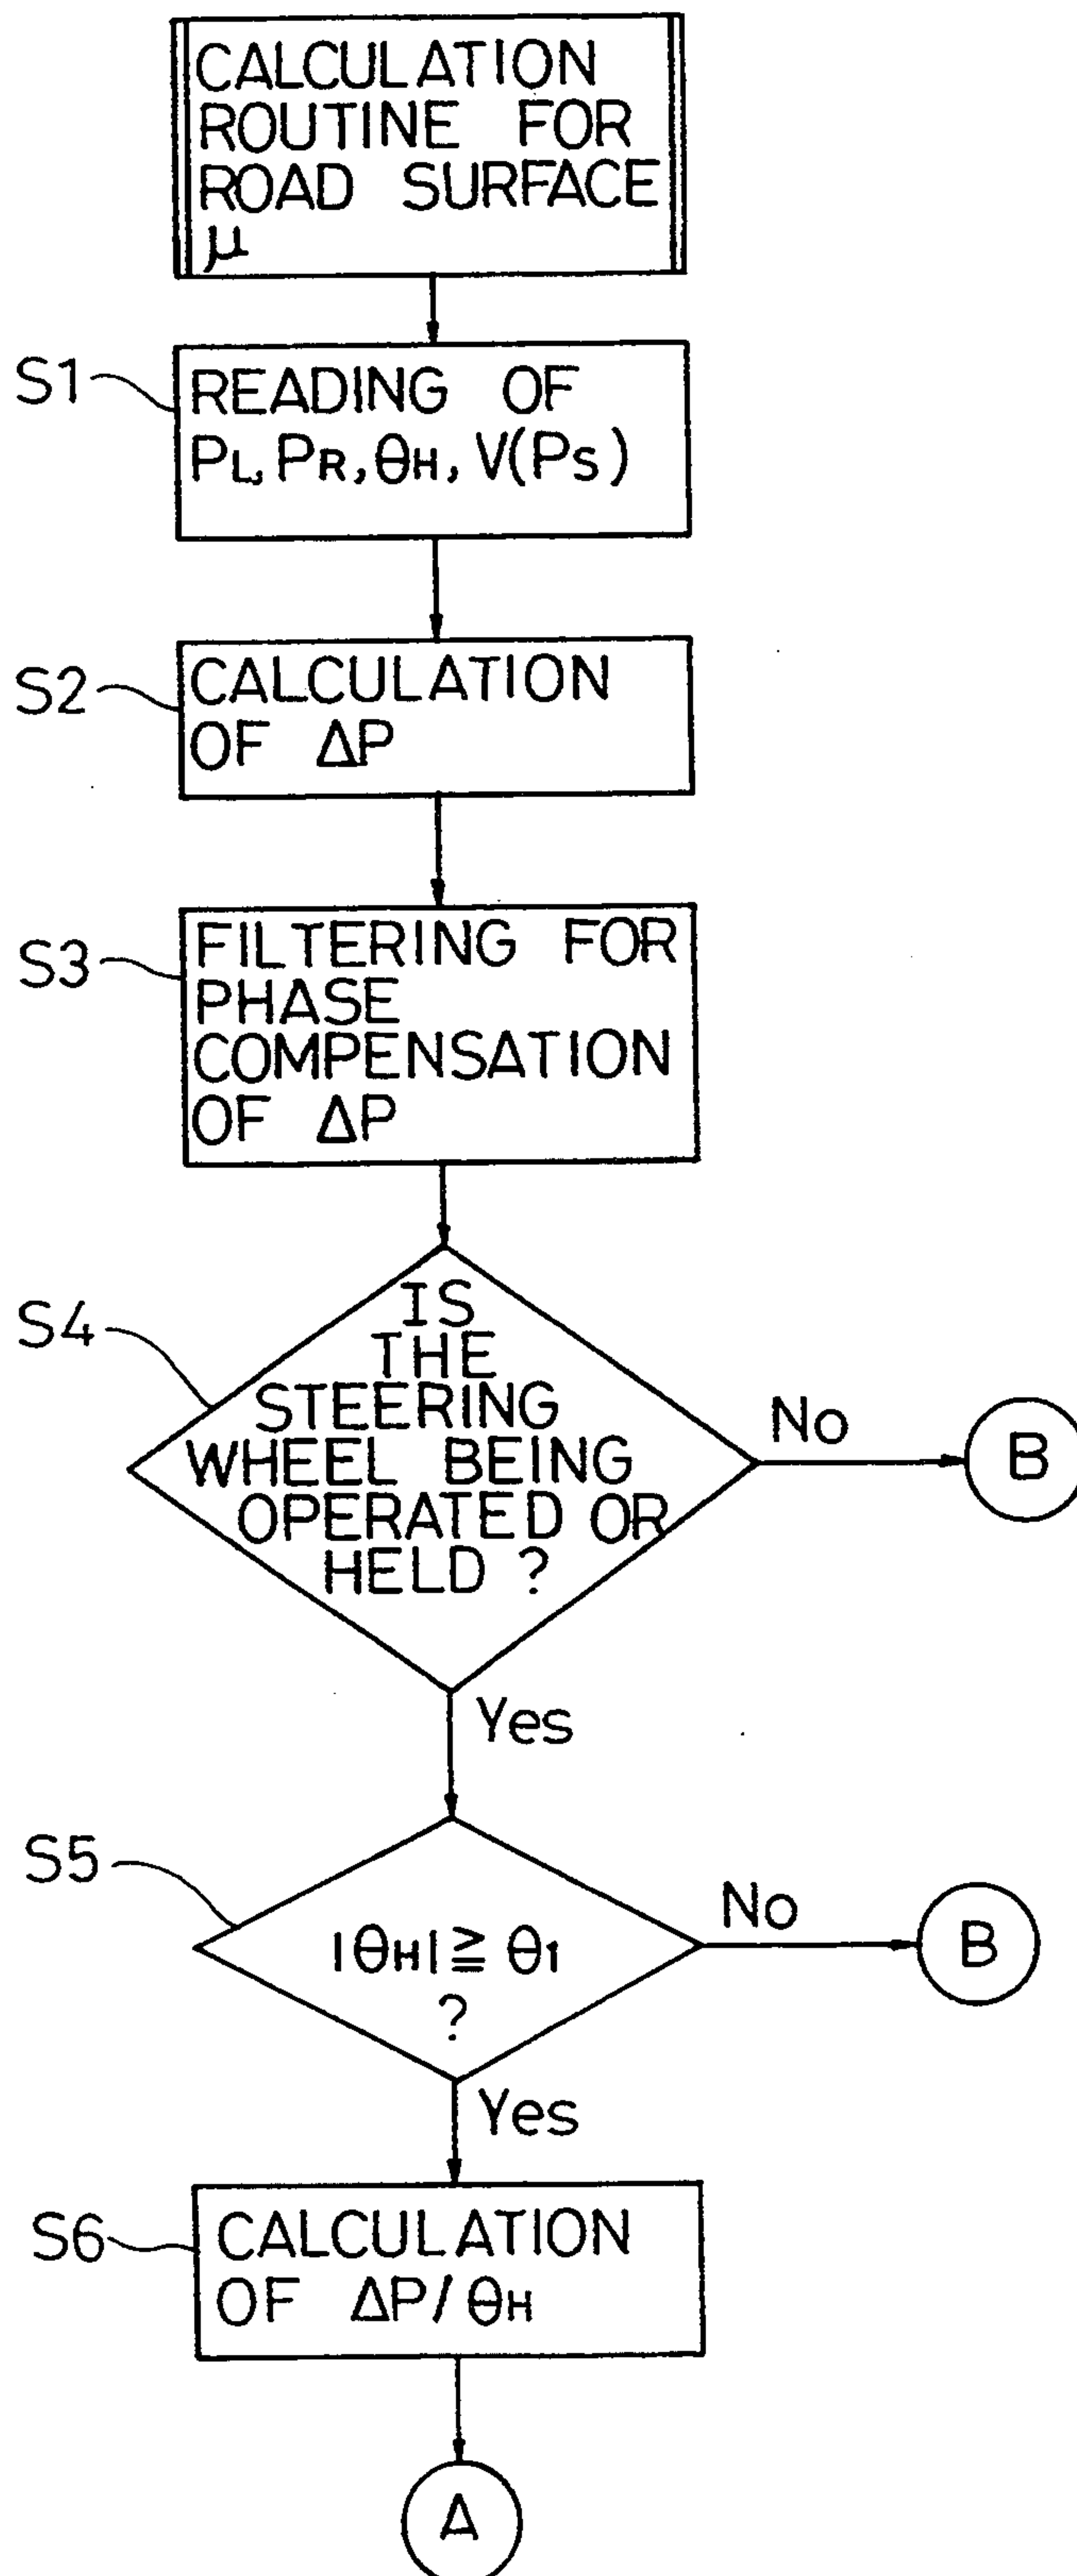 CALCULATION
ROUTINE FOR
ROAD SURFACE
μ
S1
READING OF
PL, PR, θH, V(PS)
S2
CALCULATION
OF ΔP
S3
FILTERING FOR
PHASE
COMPENSATION
OF ΔP
S4
IS
THE
STEERING
WHEEL BEING
OPERATED OR
HELD ?
No
B
Yes
S5
|θH| ≧ θ1
?
No
B
Yes
S6
CALCULATION
OF ΔP/θH
A